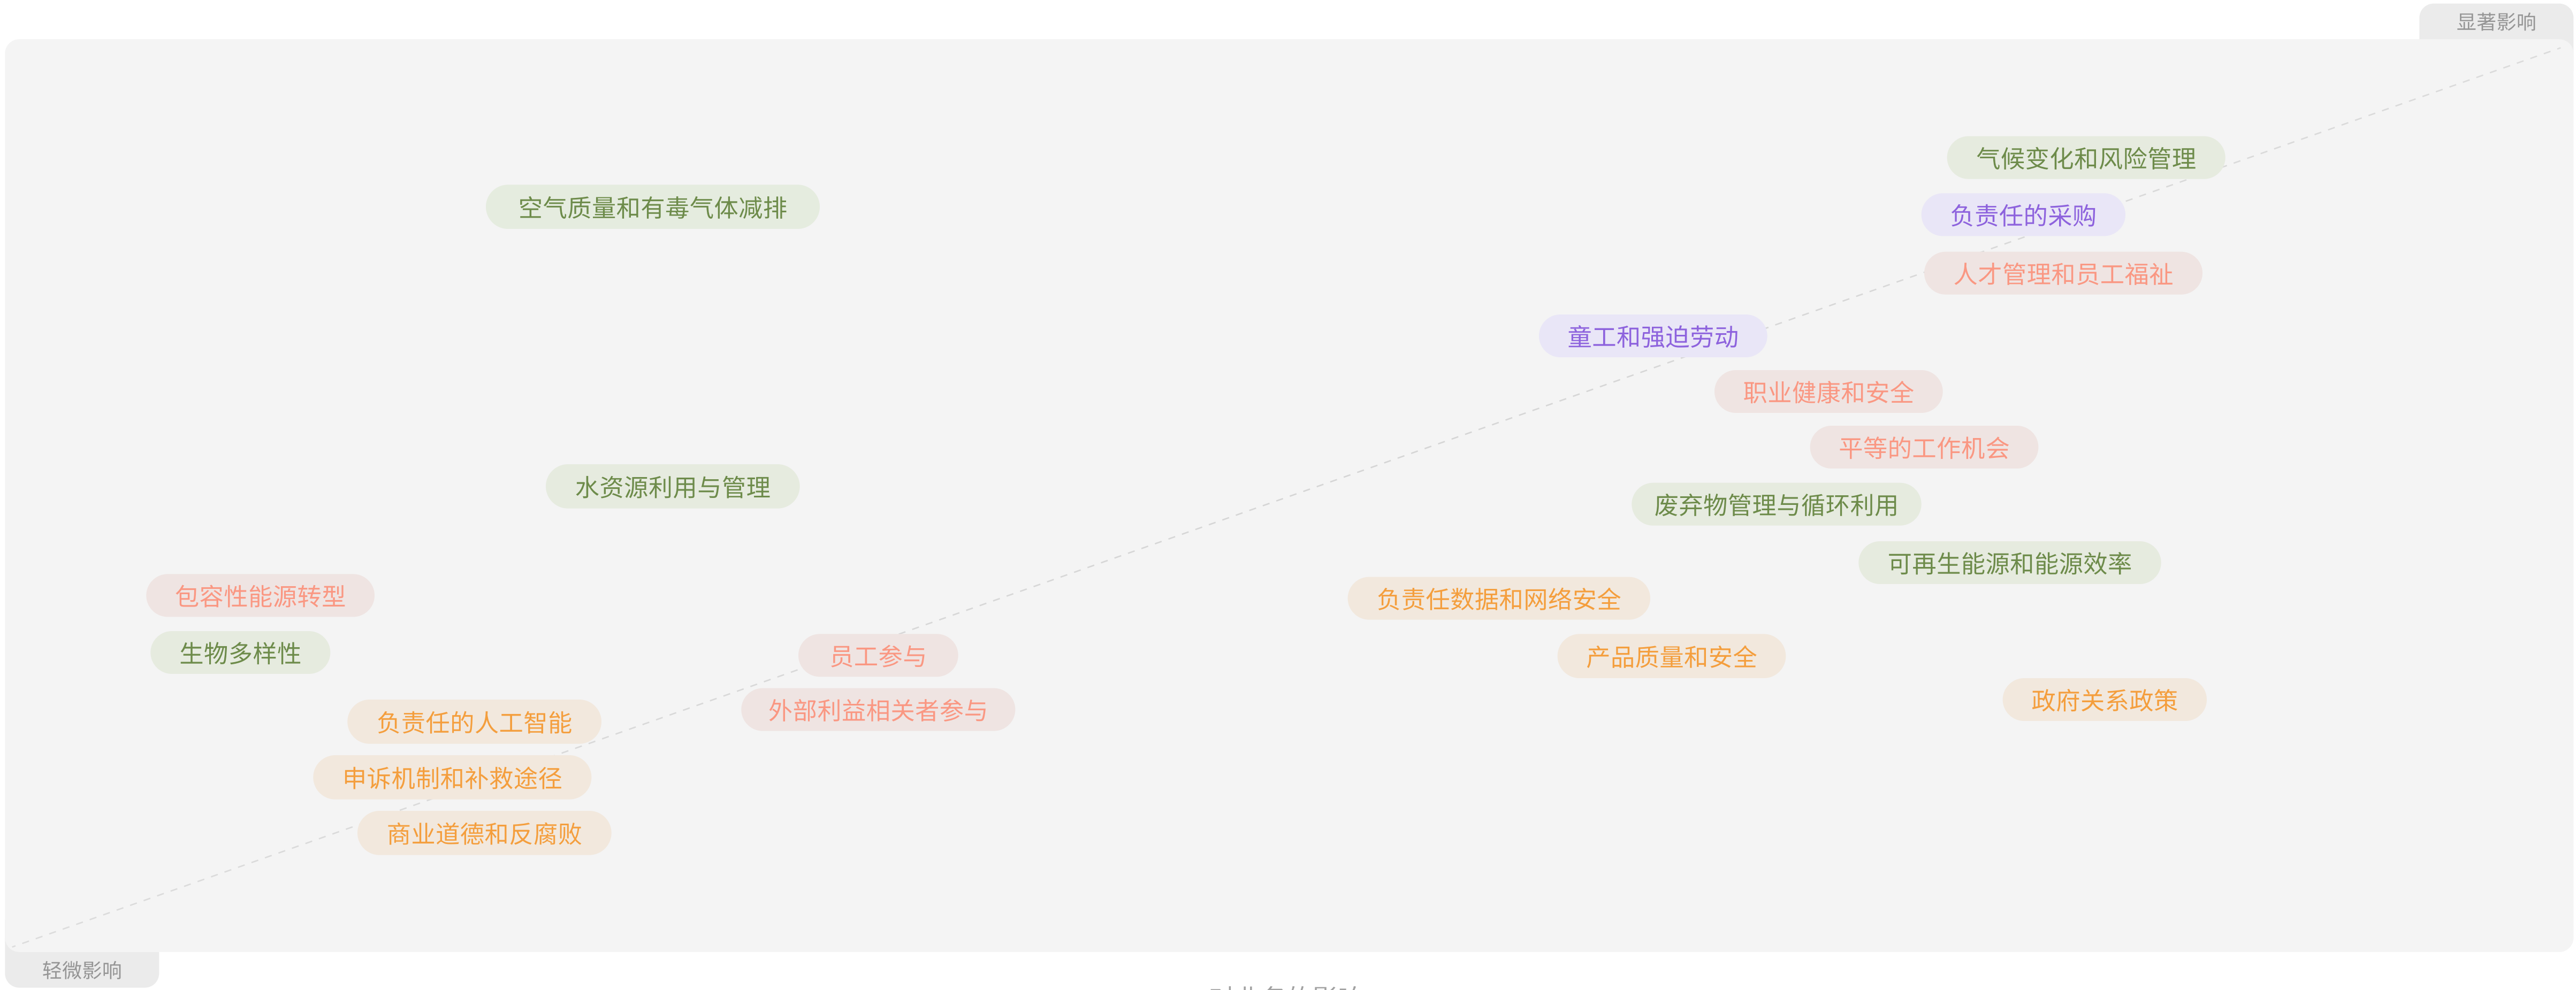 显著影响
气候变化和风险管理
空气质量和有毒气体减排
负责任的采购
人才管理和员工福祉
童工和强迫劳动
职业健康和安全
平等的工作机会
水资源利用与管理
废弃物管理与循环利用
可再生能源和能源效率
包容性能源转型
负责任数据和网络安全
生物多样性
员工参与
产品质量和安全
政府关系政策
外部利益相关者参与
负责任的人工智能
申诉机制和补救途径
商业道德和反腐败
轻微影响